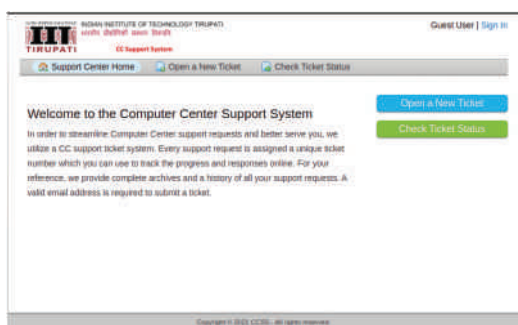 INDIAN INSTITUTE OF TECHNOLOGY TIRUPATI
TIRUPATI
CC Support System
Guest User | Sign In
Support Center Home
Open a New Ticket
Check Ticket Status
Welcome to the Computer Center Support System
In order to streamline Computer Center support requests and better serve you, we
utilize a CC support ticket system. Every support request is assigned a unique ticket
number which you can use to track the progress and responses online. For your
reference, we provide complete archives and a history of all your support requests. A
valid email address is required to submit a ticket.
Open a New Ticket
Check Ticket Status
All rights reserved.